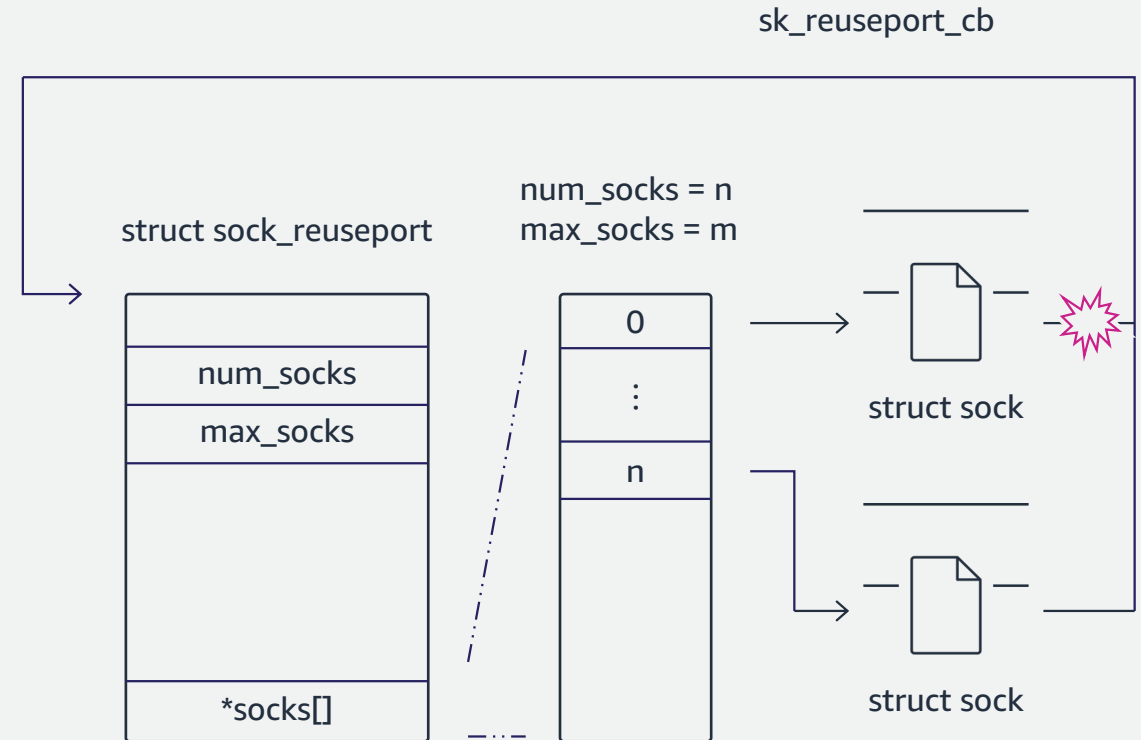 sk_reuseport_cb
num_socks = n
max_socks = m
struct sock_reuseport
num_socks
max_socks
*socks[]
0
⋮
n
struct sock
struct sock